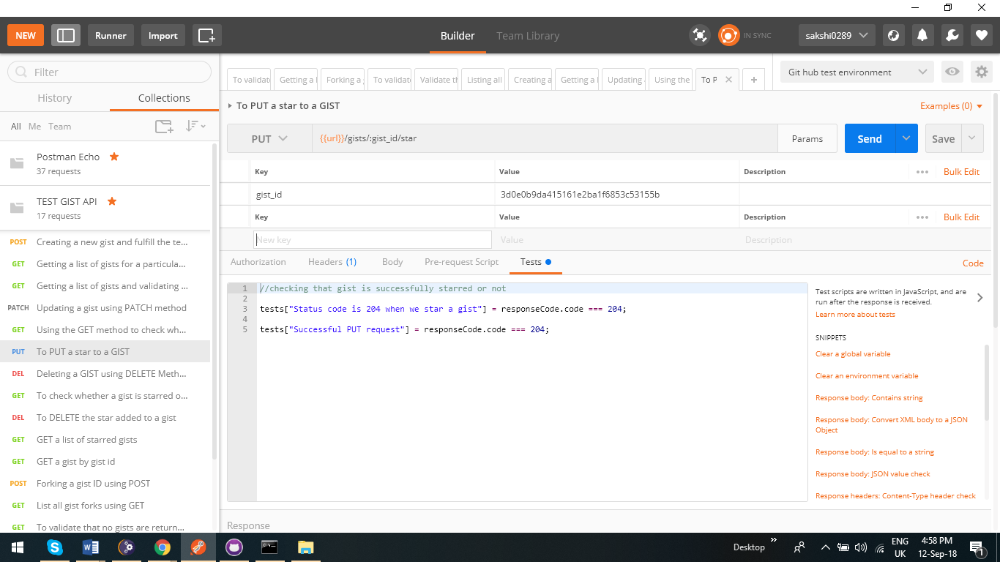 NEW
Runner
Import
Builder
Team Library
IN SYNC
sakshi0289
Filter
History
Collections
All Me Team
Postman Echo
37 requests
TEST GIST API
17 requests
POST Creating a new gist and fulfill the te...
GET Getting a list of gists for a particula...
GET Getting a list of gists and validating ...
PATCH Updating a gist using PATCH method
GET Using the GET method to check wh...
PUT To PUT a star to a GIST
DEL Deleting a GIST using DELETE Meth...
GET To check whether a gist is starred o...
DEL To DELETE the star added to a gist
GET GET a list of starred gists
GET GET a gist by gist id
POST Forking a gist ID using POST
GET List all gist forks using GET
GET To validate that no gists are return...
To validat
Getting a l
Forking a
To validat
Validate th
Listing all
Creating a
Getting a l
Updating
Using the
To P
Git hub test environment
To PUT a star to a GIST
Examples (0)
PUT
{{url}}/gists/:gist_id/star
Params
Send
Save
Key Value Description ••• Bulk Edit
gist_id 3d0e0b9da415161e2ba1f6853c53155b
Key Value Description ••• Bulk Edit
New key Value Description
Authorization Headers (1) Body Pre-request Script Tests
Code
1 //checking that gist is successfully starred or not
2
3 tests["Status code is 204 when we star a gist"] = responseCode.code === 204;
4
5 tests["Successful PUT request"] = responseCode.code === 204;
Test scripts are written in JavaScript, and are
run after the response is received.
Learn more about tests
SNIPPETS
Clear a global variable
Clear an environment variable
Response body: Contains string
Response body: Convert XML body to a JSON
Object
Response body: Is equal to a string
Response body: JSON value check
Response headers: Content-Type header check
Response
Desktop
ENG
UK
4:58 PM
12-Sep-18
1